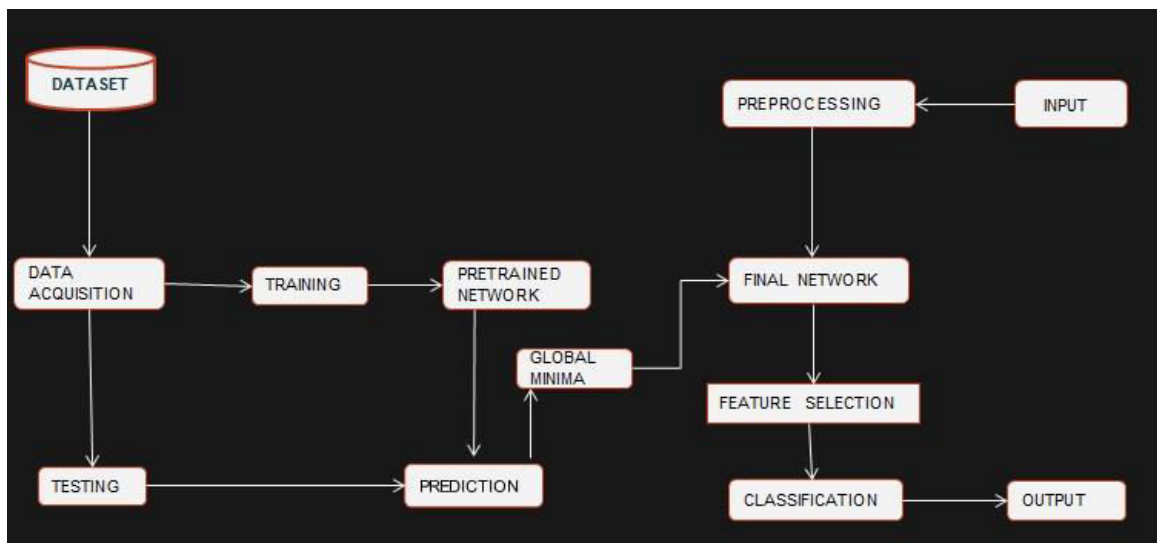 DATASET
PREPROCESSING
INPUT
DATA
ACQUISITION
TRAINING
PRETRAINED
NETWORK
FINAL NETWORK
GLOBAL
MINIMA
FEATURE SELECTION
TESTING
PREDICTION
CLASSIFICATION
OUTPUT